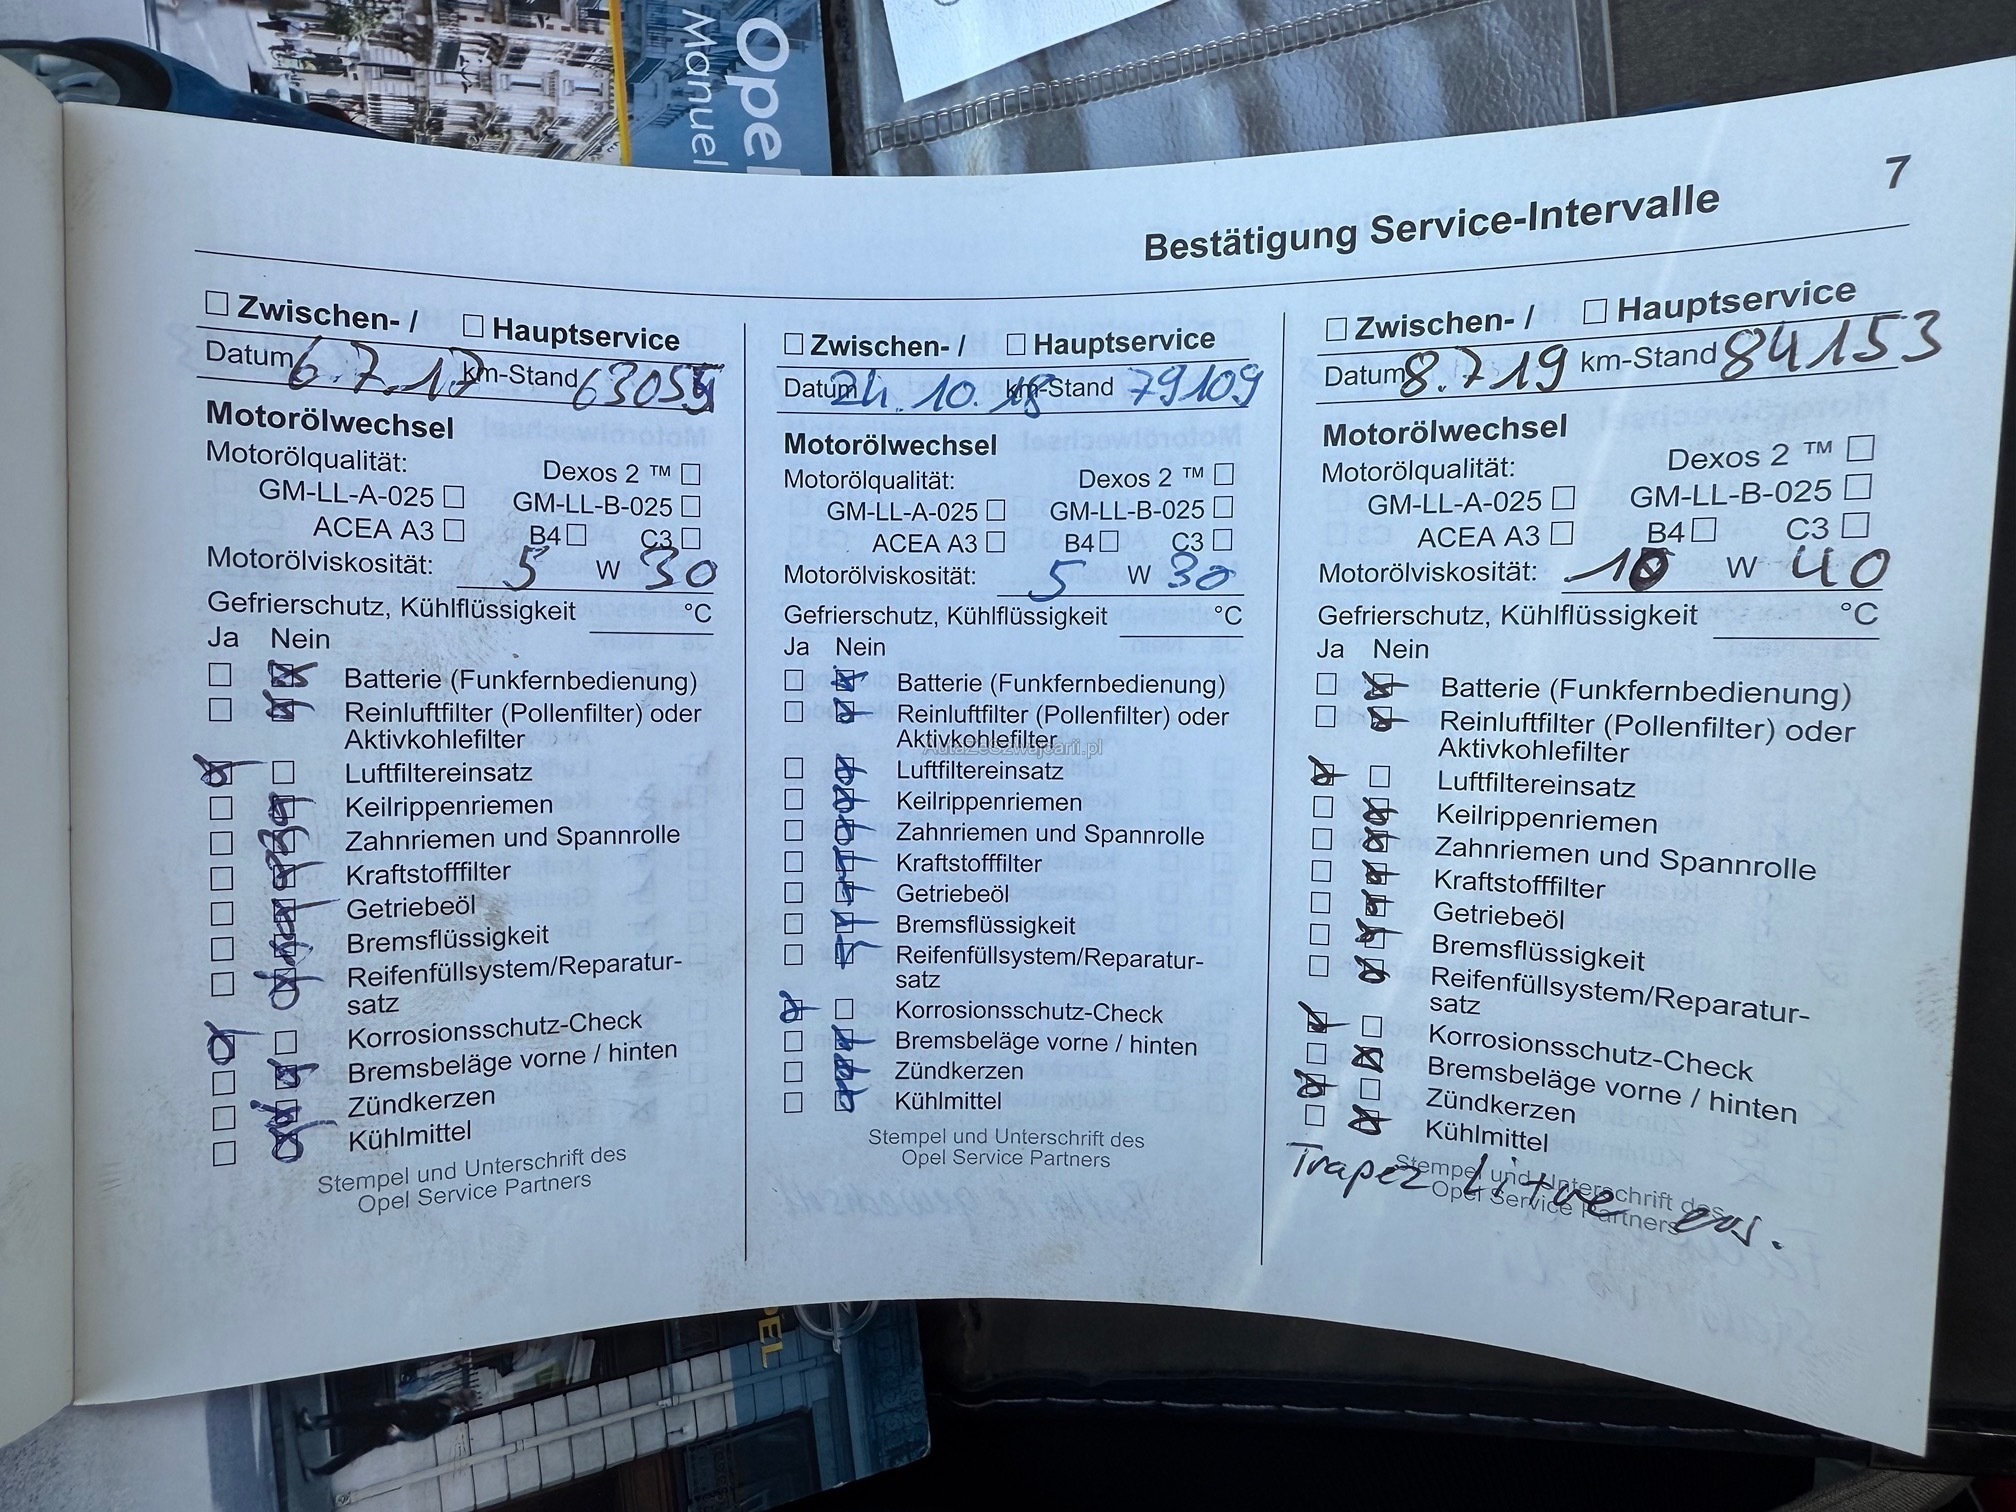 Opel
Manuel
7
Bestätigung Service-Intervalle
Zwischen- / Hauptservice
Datum 6.7.17 km-Stand 63055
Motorölwechsel
Motorölqualität: Dexos 2 ™
GM-LL-A-025 GM-LL-B-025
ACEA A3 B4 C3
Motorölviskosität: 5 W 30
Gefrierschutz, Kühlflüssigkeit °C
Ja Nein
Batterie (Funkfernbedienung)
Reinluftfilter (Pollenfilter) oder
Aktivkohlefilter
Luftfiltereinsatz
Keilrippenriemen
Zahnriemen und Spannrolle
Kraftstofffilter
Getriebeöl
Bremsflüssigkeit
Reifenfüllsystem/Reparatur-
satz
Korrosionsschutz-Check
Bremsbeläge vorne / hinten
Zündkerzen
Kühlmittel
Stempel und Unterschrift des
Opel Service Partners
Zwischen- / Hauptservice
Datum 24.10.18 km-Stand 79109
Motorölwechsel
Motorölqualität: Dexos 2 ™
GM-LL-A-025 GM-LL-B-025
ACEA A3 B4 C3
Motorölviskosität: 5 W 30
Gefrierschutz, Kühlflüssigkeit °C
Ja Nein
Batterie (Funkfernbedienung)
Reinluftfilter (Pollenfilter) oder
Aktivkohlefilter
AutaZeSzwajcarii.pl
Luftfiltereinsatz
Keilrippenriemen
Zahnriemen und Spannrolle
Kraftstofffilter
Getriebeöl
Bremsflüssigkeit
Reifenfüllsystem/Reparatur-
satz
Korrosionsschutz-Check
Bremsbeläge vorne / hinten
Zündkerzen
Kühlmittel
Stempel und Unterschrift des
Opel Service Partners
Zwischen- / Hauptservice
Datum 8.7.19 km-Stand 84153
Motorölwechsel
Motorölqualität: Dexos 2 ™
GM-LL-A-025 GM-LL-B-025
ACEA A3 B4 C3
Motorölviskosität: 10 W 40
Gefrierschutz, Kühlflüssigkeit °C
Ja Nein
Batterie (Funkfernbedienung)
Reinluftfilter (Pollenfilter) oder
Aktivkohlefilter
Luftfiltereinsatz
Keilrippenriemen
Zahnriemen und Spannrolle
Kraftstofffilter
Getriebeöl
Bremsflüssigkeit
Reifenfüllsystem/Reparatur-
satz
Korrosionsschutz-Check
Bremsbeläge vorne / hinten
Zündkerzen
Kühlmittel
Trapez
Stempel und Unterschrift des
Opel Service Partners